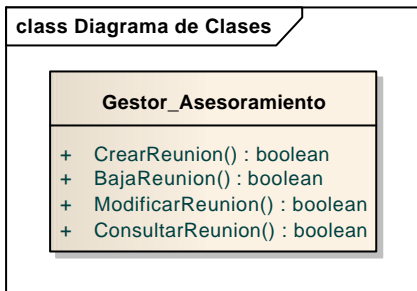 class Diagrama de Clases
Gestor_Asesoramiento
+ CrearReunion() : boolean
+ BajaReunion() : boolean
+ ModificarReunion() : boolean
+ ConsultarReunion() : boolean